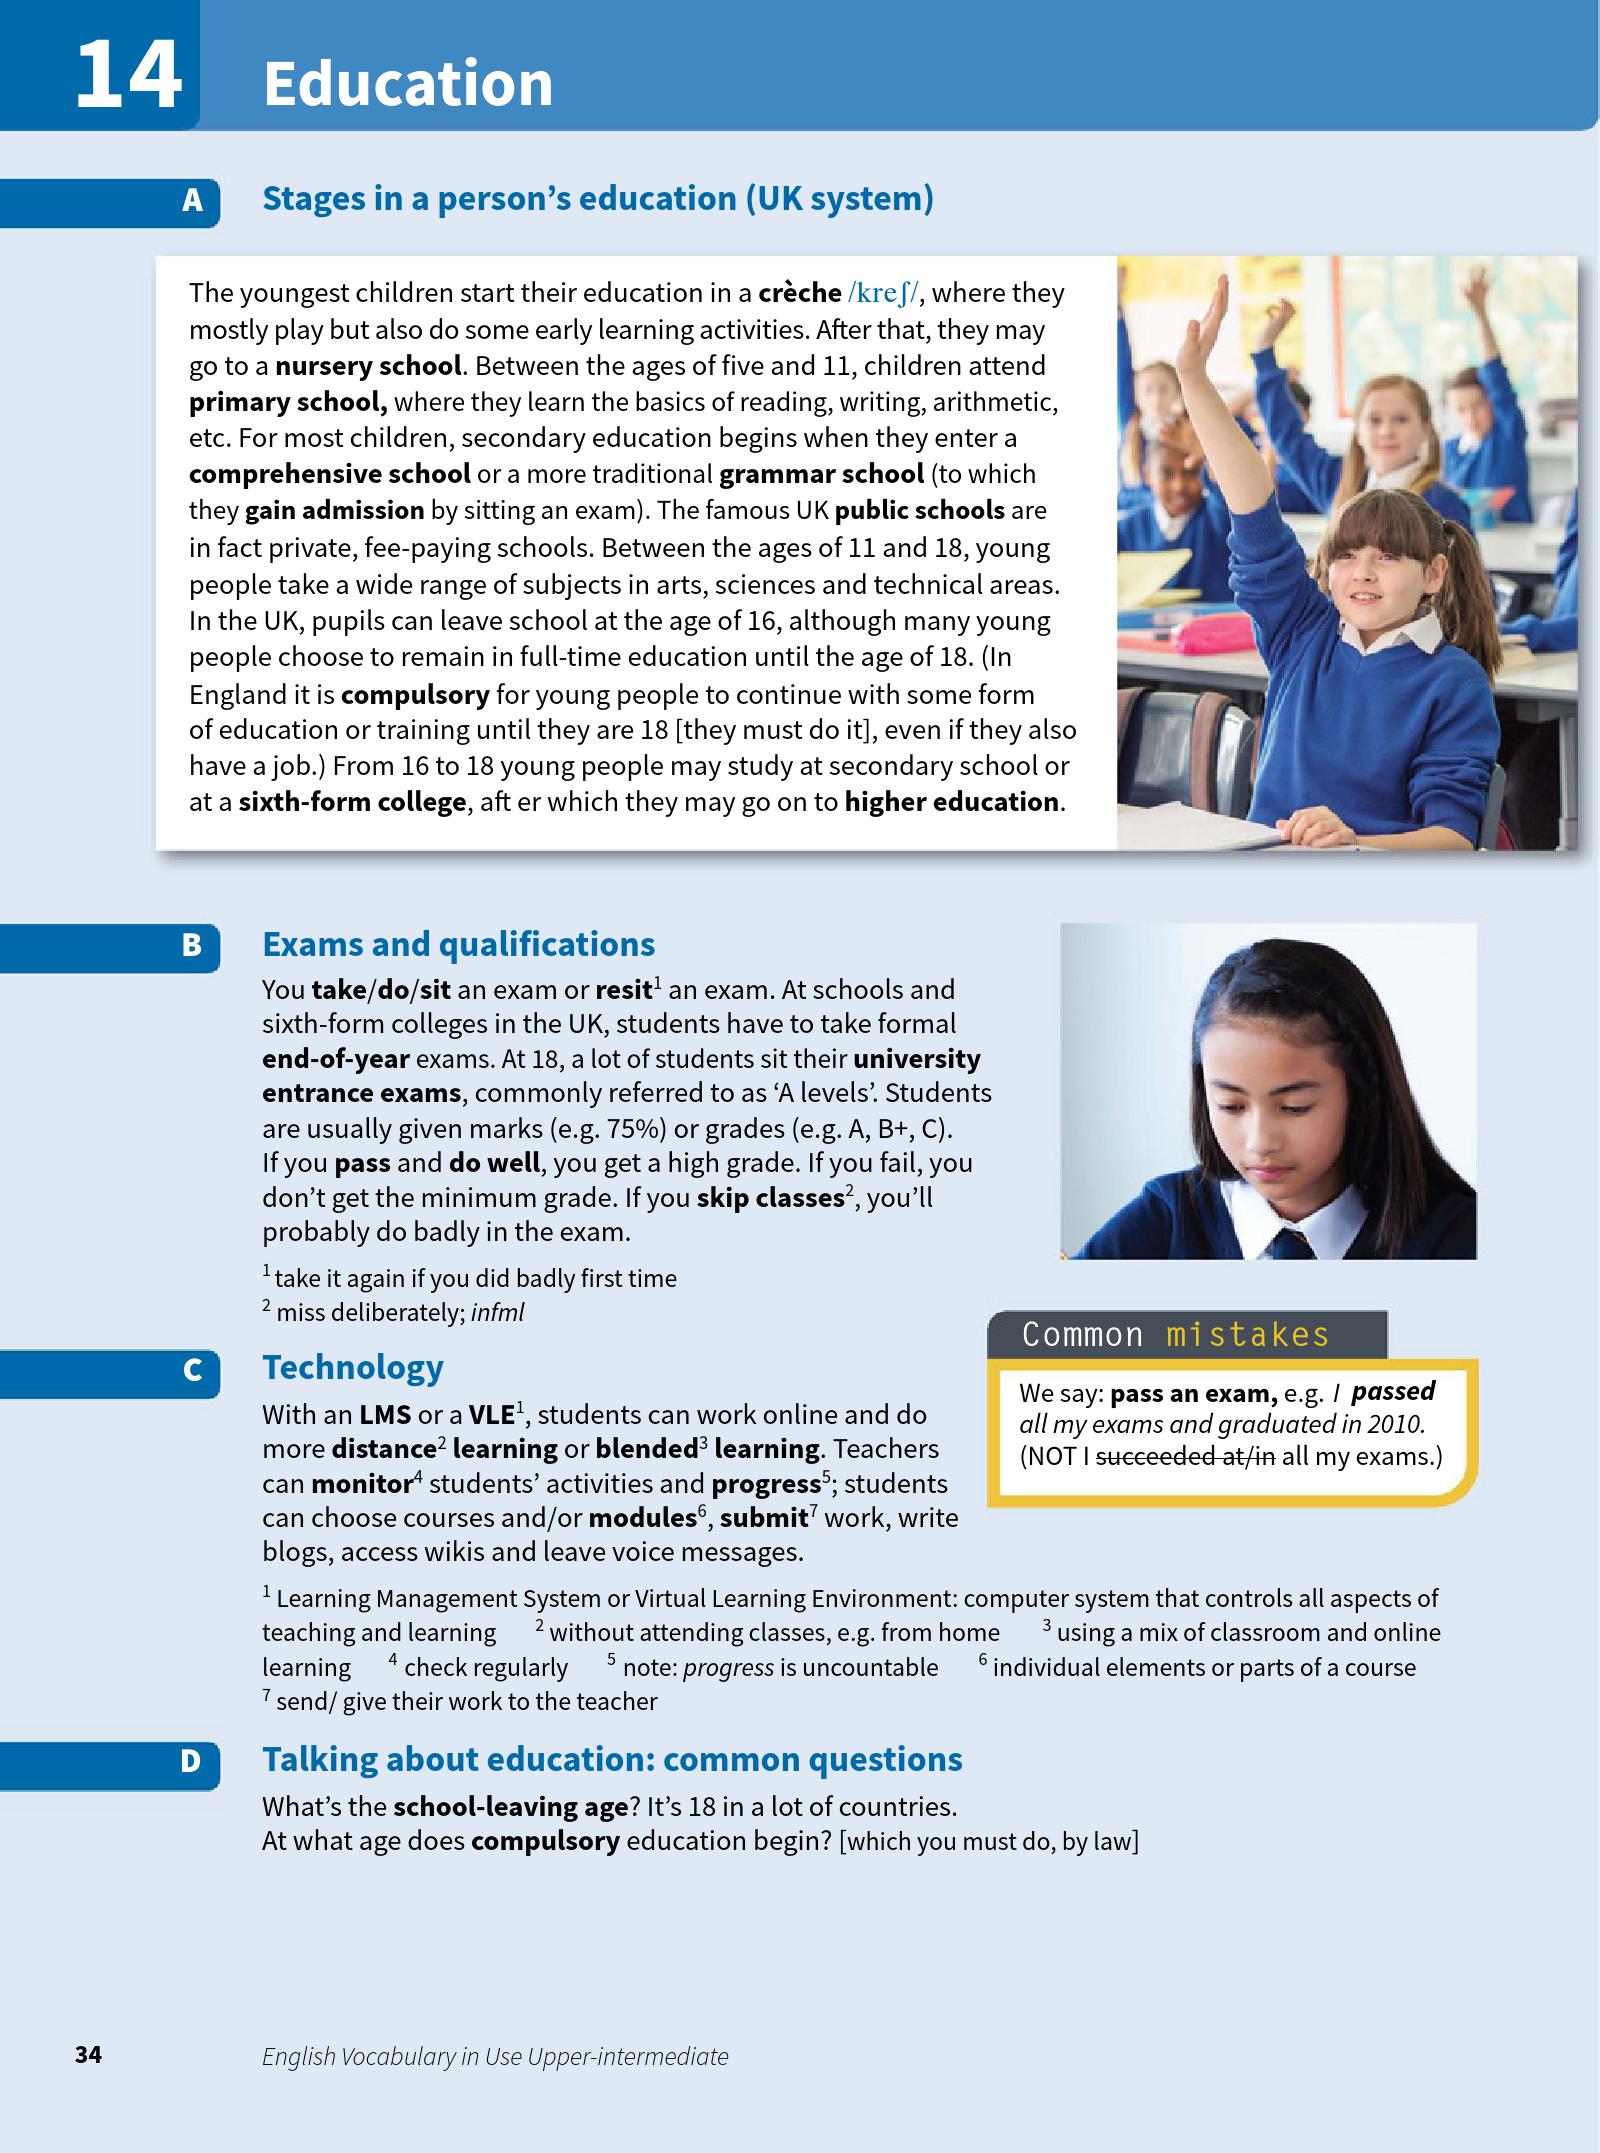 14
Education
A
Stages in a person’s education (UK system)
The youngest children start their education in a crèche /kreʃ/, where they
mostly play but also do some early learning activities. After that, they may
go to a nursery school. Between the ages of five and 11, children attend
primary school, where they learn the basics of reading, writing, arithmetic,
etc. For most children, secondary education begins when they enter a
comprehensive school or a more traditional grammar school (to which
they gain admission by sitting an exam). The famous UK public schools are
in fact private, fee-paying schools. Between the ages of 11 and 18, young
people take a wide range of subjects in arts, sciences and technical areas.
In the UK, pupils can leave school at the age of 16, although many young
people choose to remain in full-time education until the age of 18. (In
England it is compulsory for young people to continue with some form
of education or training until they are 18 [they must do it], even if they also
have a job.) From 16 to 18 young people may study at secondary school or
at a sixth-form college, aft er which they may go on to higher education.
B
Exams and qualifications
You take/do/sit an exam or resit¹ an exam. At schools and
sixth-form colleges in the UK, students have to take formal
end-of-year exams. At 18, a lot of students sit their university
entrance exams, commonly referred to as ‘A levels’. Students
are usually given marks (e.g. 75%) or grades (e.g. A, B+, C).
If you pass and do well, you get a high grade. If you fail, you
don’t get the minimum grade. If you skip classes², you’ll
probably do badly in the exam.
¹ take it again if you did badly first time
² miss deliberately; infml
Common mistakes
We say: pass an exam, e.g. I passed
all my exams and graduated in 2010.
(NOT I succeeded at/in all my exams.)
C
Technology
With an LMS or a VLE¹, students can work online and do
more distance² learning or blended³ learning. Teachers
can monitor⁴ students’ activities and progress⁵; students
can choose courses and/or modules⁶, submit⁷ work, write
blogs, access wikis and leave voice messages.
¹ Learning Management System or Virtual Learning Environment: computer system that controls all aspects of
teaching and learning ² without attending classes, e.g. from home ³ using a mix of classroom and online
learning ⁴ check regularly ⁵ note: progress is uncountable ⁶ individual elements or parts of a course
⁷ send/ give their work to the teacher
D
Talking about education: common questions
What’s the school-leaving age? It’s 18 in a lot of countries.
At what age does compulsory education begin? [which you must do, by law]
34
English Vocabulary in Use Upper-intermediate